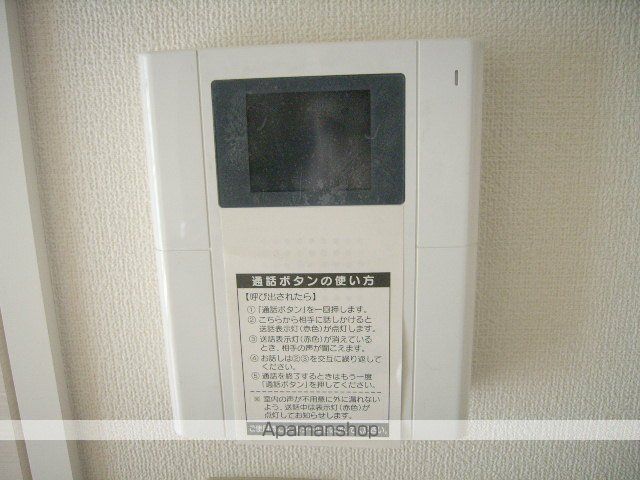 通話ボタンの使い方
【呼び出されたら】
①「通話ボタン」を一回押します。
②こちらから相手に話しかけると
送話表示灯(赤色)が点灯します。
③送話表示灯(赤色)が消えている
とき、相手の声が聞こえます。
④お話しは②③を交互に繰り返して
ください。
⑤通話を終了するときはもう一度
「通話ボタン」を押してください。
※室内の声が不用意に外に漏れない
よう、送話中は表示灯(赤色)が
点灯してお知らせします。
Apamanshop